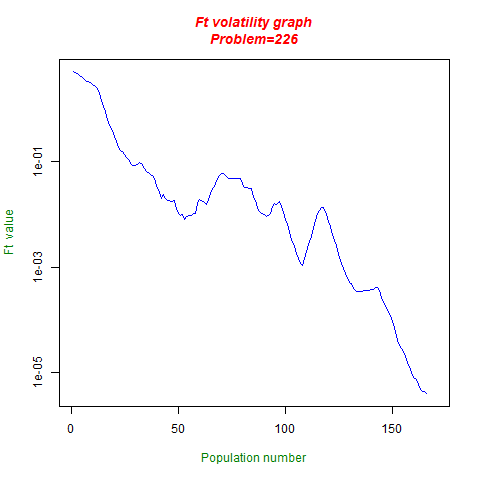 Ft volatility graph
Problem=226
Ft value
1e-01
1e-03
1e-05
0 50 100 150
Population number